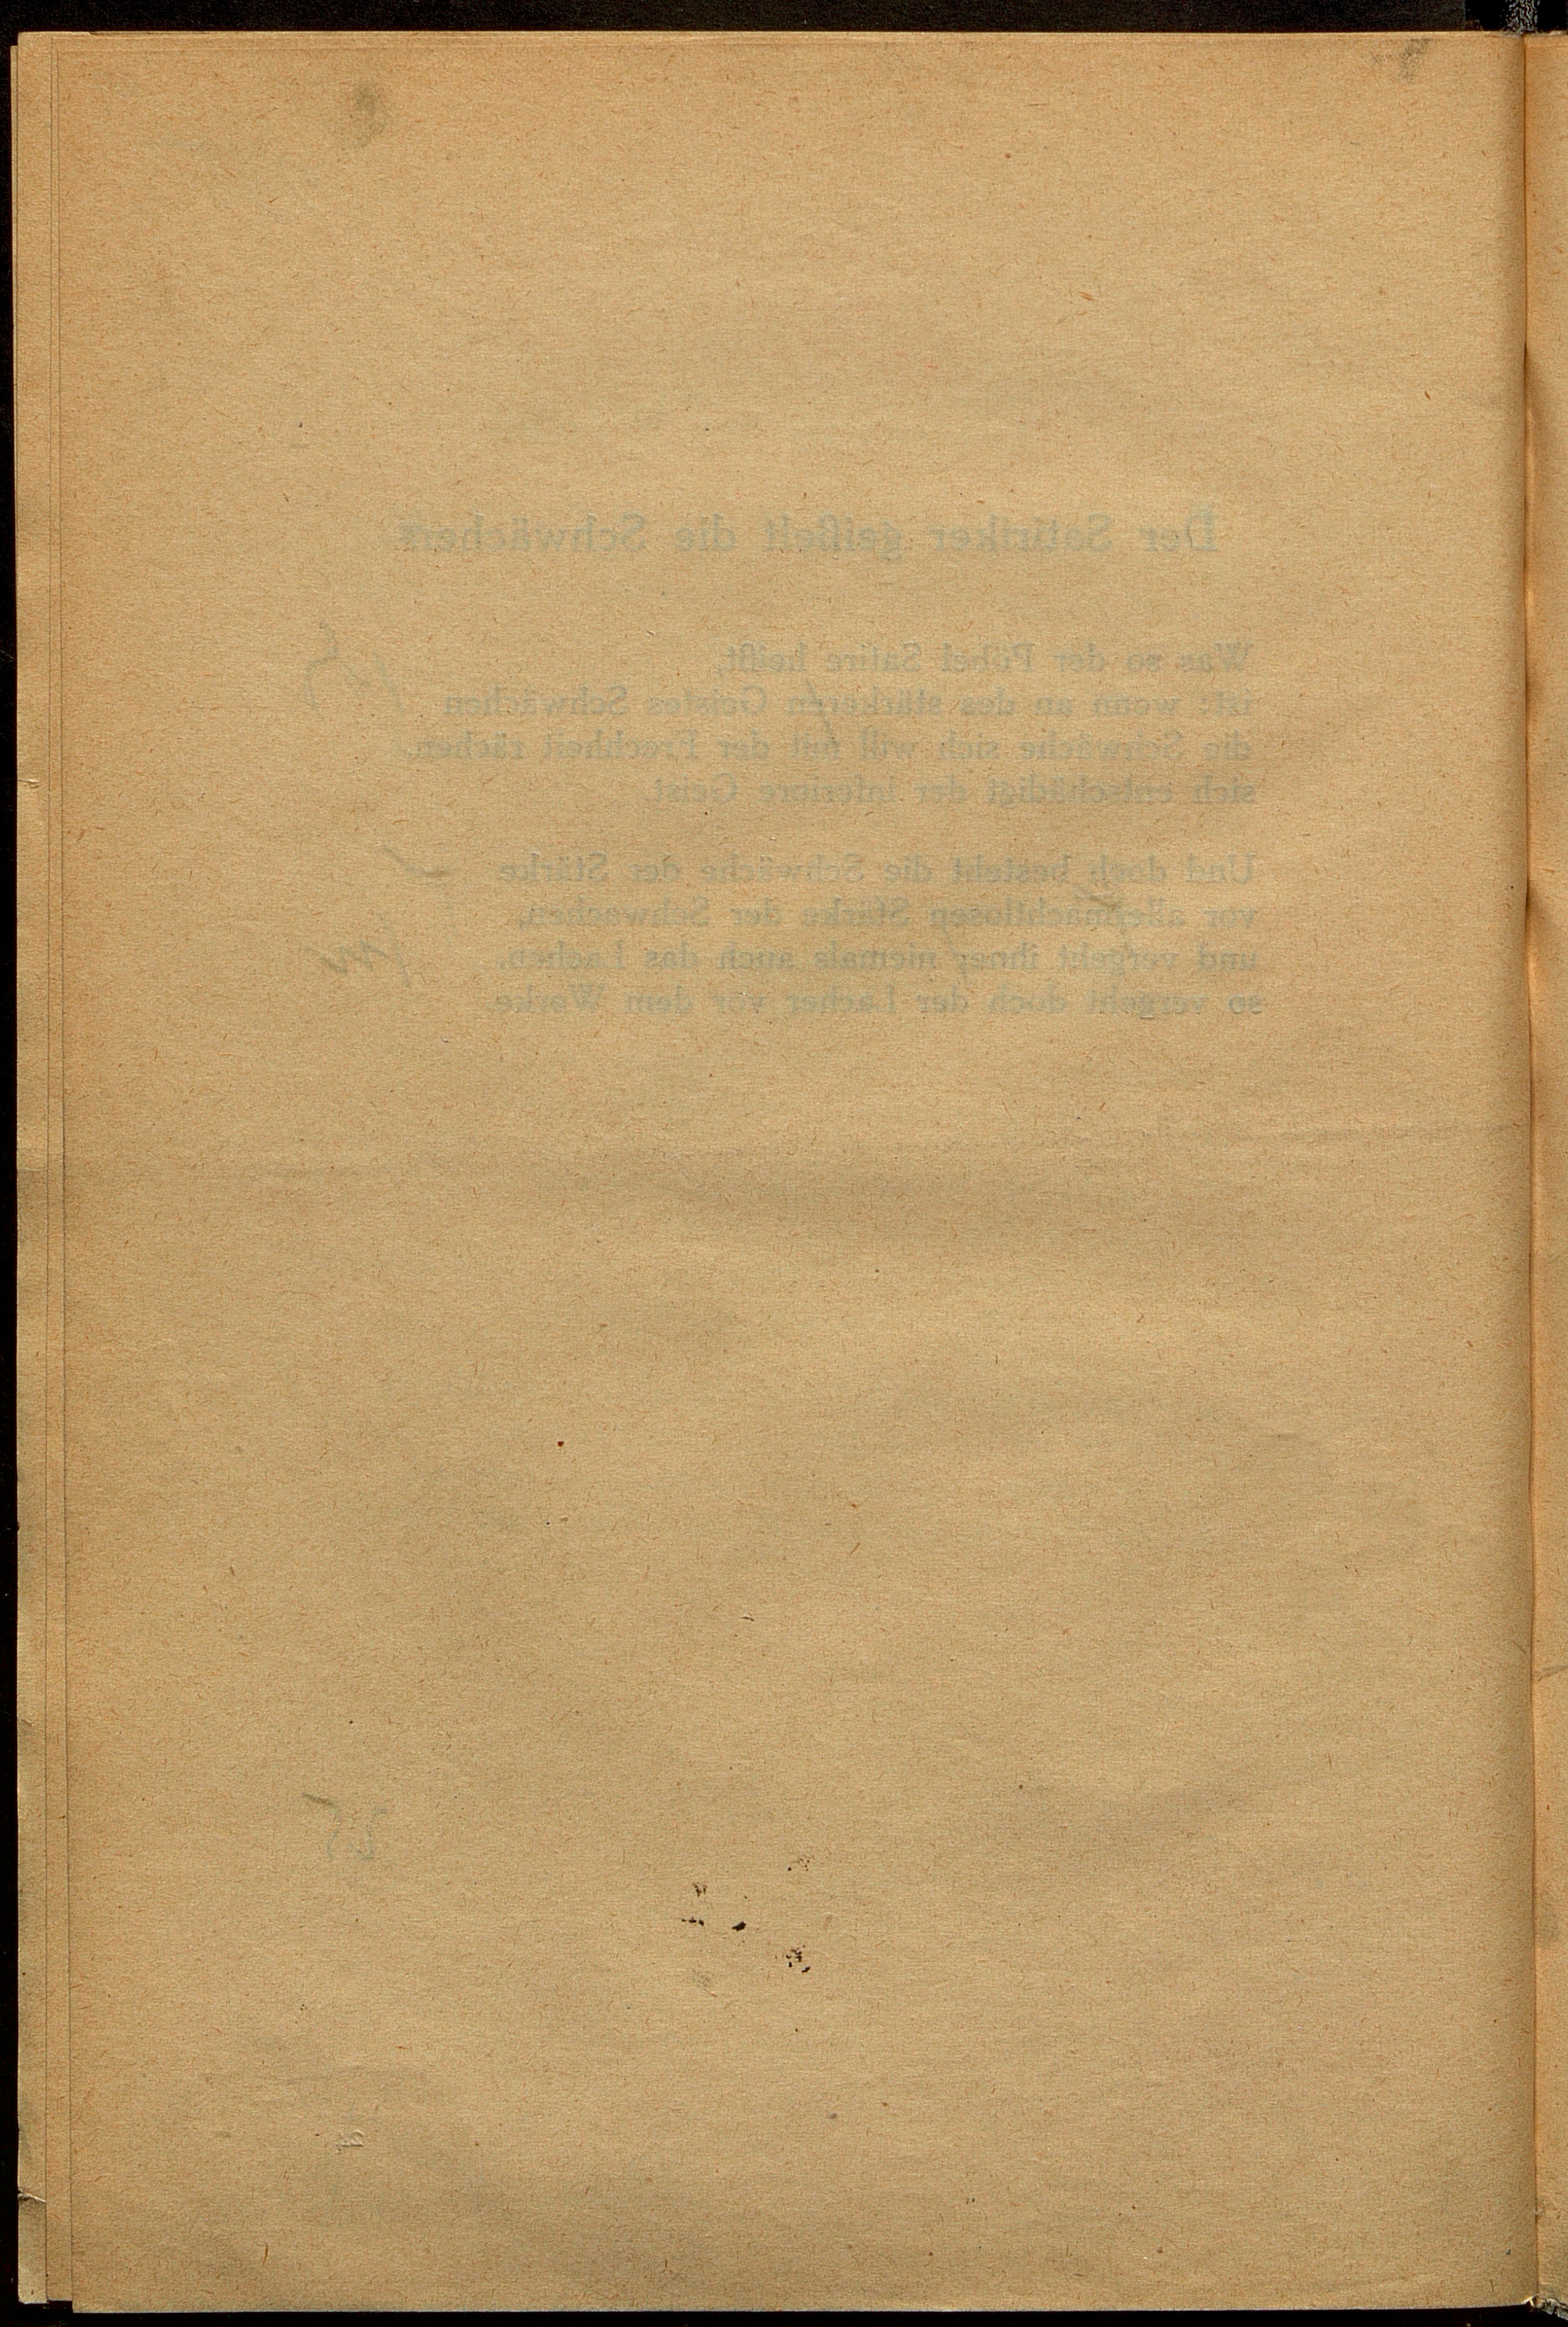 Der Satiriker geißelt die Schwächen
Was so der Pöbel Satire heißt,
ist: wenn an des stärkeren Geistes Schwächen
die Schwäche sich will mit der Frechheit rächen,
sich entschädigt der inferiore Geist.
Und doch besteht die Schwäche der Stärke
vor allen machtlosen Stärke der Schwachen,
und vergeht ihnen niemals auch das Lachen,
so vergeht doch der Lacher vor dem Werke.
25